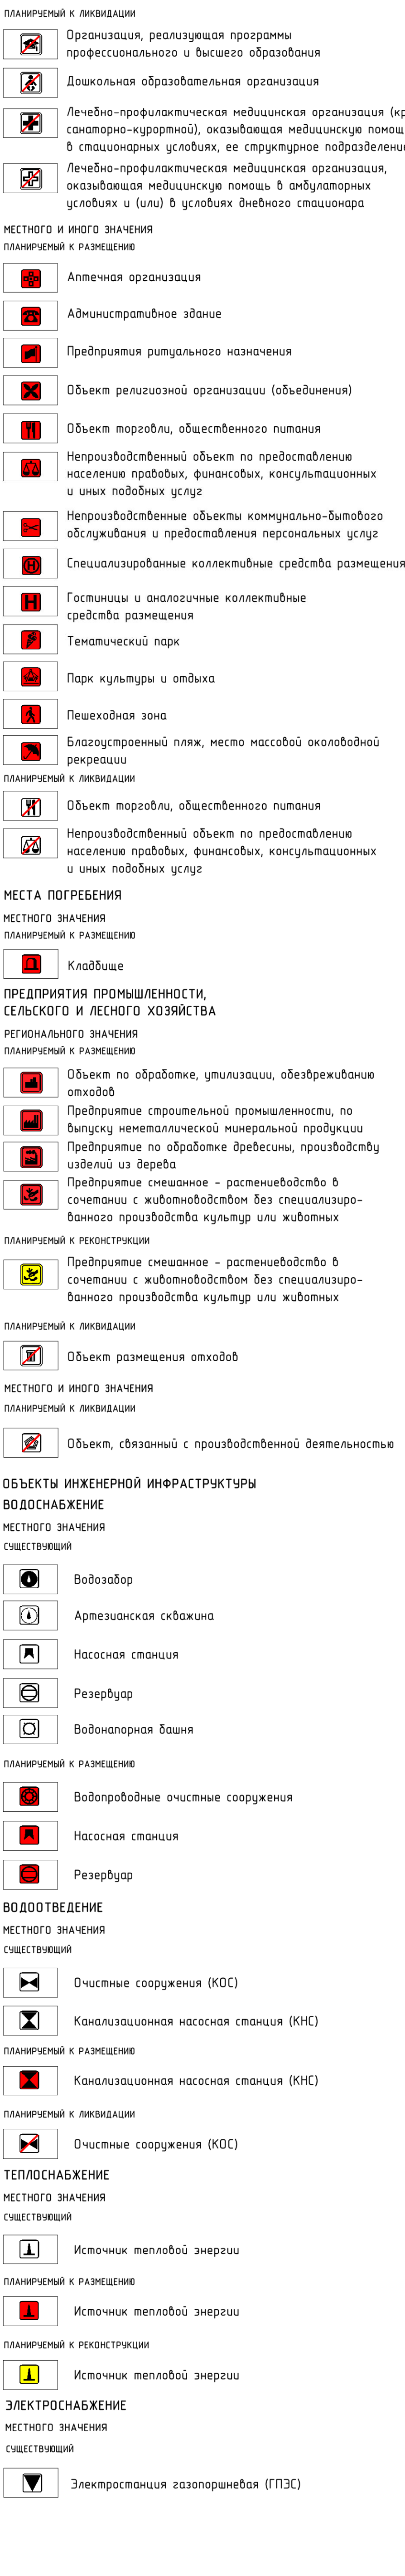 ПЛАНИРУЕМЫЙ К ЛИКВИДАЦИИ
Организация, реализующая программы
профессионального и высшего образования
Дошкольная образовательная организация
Лечебно-профилактическая медицинская организация (кр
санаторно-курортной), оказывающая медицинскую помощ
в стационарных условиях, ее структурное подразделени
Лечебно-профилактическая медицинская организация,
оказывающая медицинскую помощь в амбулаторных
условиях и (или) в условиях дневного стационара
МЕСТНОГО И ИНОГО ЗНАЧЕНИЯ
ПЛАНИРУЕМЫЙ К РАЗМЕЩЕНИЮ
Аптечная организация
Административное здание
Предприятия ритуального назначения
Объект религиозной организации (объединения)
Объект торговли, общественного питания
Непроизводственный объект по предоставлению
населению правовых, финансовых, консультационных
и иных подобных услуг
Непроизводственные объекты коммунально-бытового
обслуживания и предоставления персональных услуг
Специализированные коллективные средства размещения
Гостиницы и аналогичные коллективные
средства размещения
Тематический парк
Парк культуры и отдыха
Пешеходная зона
Благоустроенный пляж, место массовой околоводной
рекреации
ПЛАНИРУЕМЫЙ К ЛИКВИДАЦИИ
Объект торговли, общественного питания
Непроизводственный объект по предоставлению
населению правовых, финансовых, консультационных
и иных подобных услуг
МЕСТА ПОГРЕБЕНИЯ
МЕСТНОГО ЗНАЧЕНИЯ
ПЛАНИРУЕМЫЙ К РАЗМЕЩЕНИЮ
Кладбище
ПРЕДПРИЯТИЯ ПРОМЫШЛЕННОСТИ,
СЕЛЬСКОГО И ЛЕСНОГО ХОЗЯЙСТВА
РЕГИОНАЛЬНОГО ЗНАЧЕНИЯ
ПЛАНИРУЕМЫЙ К РАЗМЕЩЕНИЮ
Объект по обработке, утилизации, обезвреживанию
отходов
Предприятие строительной промышленности, по
выпуску неметаллической минеральной продукции
Предприятие по обработке древесины, производству
изделий из дерева
Предприятие смешанное - растениеводство в
сочетании с животноводством без специализиро-
ванного производства культур или животных
ПЛАНИРУЕМЫЙ К РЕКОНСТРУКЦИИ
Предприятие смешанное - растениеводство в
сочетании с животноводством без специализиро-
ванного производства культур или животных
ПЛАНИРУЕМЫЙ К ЛИКВИДАЦИИ
Объект размещения отходов
МЕСТНОГО И ИНОГО ЗНАЧЕНИЯ
ПЛАНИРУЕМЫЙ К ЛИКВИДАЦИИ
Объект, связанный с производственной деятельностью
ОБЪЕКТЫ ИНЖЕНЕРНОЙ ИНФРАСТРУКТУРЫ
ВОДОСНАБЖЕНИЕ
МЕСТНОГО ЗНАЧЕНИЯ
СУЩЕСТВУЮЩИЙ
Водозабор
Артезианская скважина
Насосная станция
Резервуар
Водонапорная башня
ПЛАНИРУЕМЫЙ К РАЗМЕЩЕНИЮ
Водопроводные очистные сооружения
Насосная станция
Резервуар
ВОДООТВЕДЕНИЕ
МЕСТНОГО ЗНАЧЕНИЯ
СУЩЕСТВУЮЩИЙ
Очистные сооружения (КОС)
Канализационная насосная станция (КНС)
ПЛАНИРУЕМЫЙ К РАЗМЕЩЕНИЮ
Канализационная насосная станция (КНС)
ПЛАНИРУЕМЫЙ К ЛИКВИДАЦИИ
Очистные сооружения (КОС)
ТЕПЛОСНАБЖЕНИЕ
МЕСТНОГО ЗНАЧЕНИЯ
СУЩЕСТВУЮЩИЙ
Источник тепловой энергии
ПЛАНИРУЕМЫЙ К РАЗМЕЩЕНИЮ
Источник тепловой энергии
ПЛАНИРУЕМЫЙ К РЕКОНСТРУКЦИИ
Источник тепловой энергии
ЭЛЕКТРОСНАБЖЕНИЕ
МЕСТНОГО ЗНАЧЕНИЯ
СУЩЕСТВУЮЩИЙ
Электростанция газопоршневая (ГПЭС)